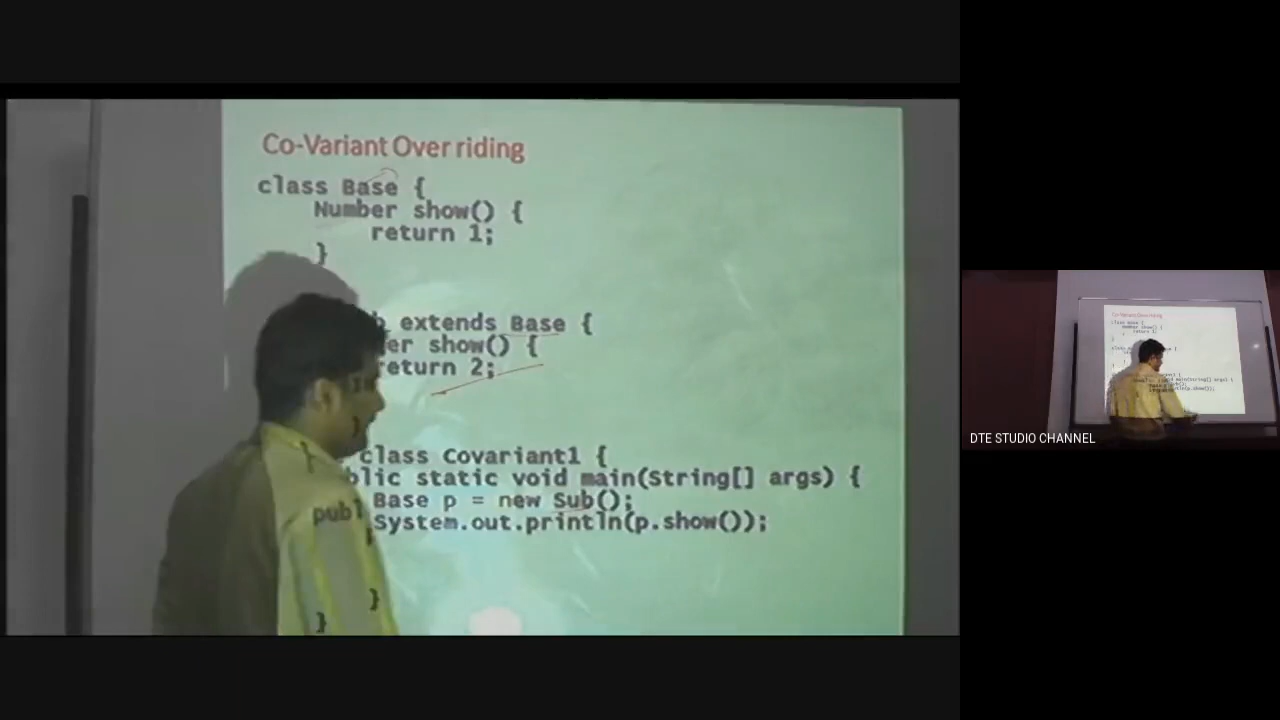 Co-Variant Over riding
class Base {
Number show() {
return 1;
}
extends Base {
show() {
return 2;
}
class Covariant1 {
public static void main(String[] args) {
Base p = new Sub();
System.out.println(p.show());
}
}
DTE STUDIO CHANNEL